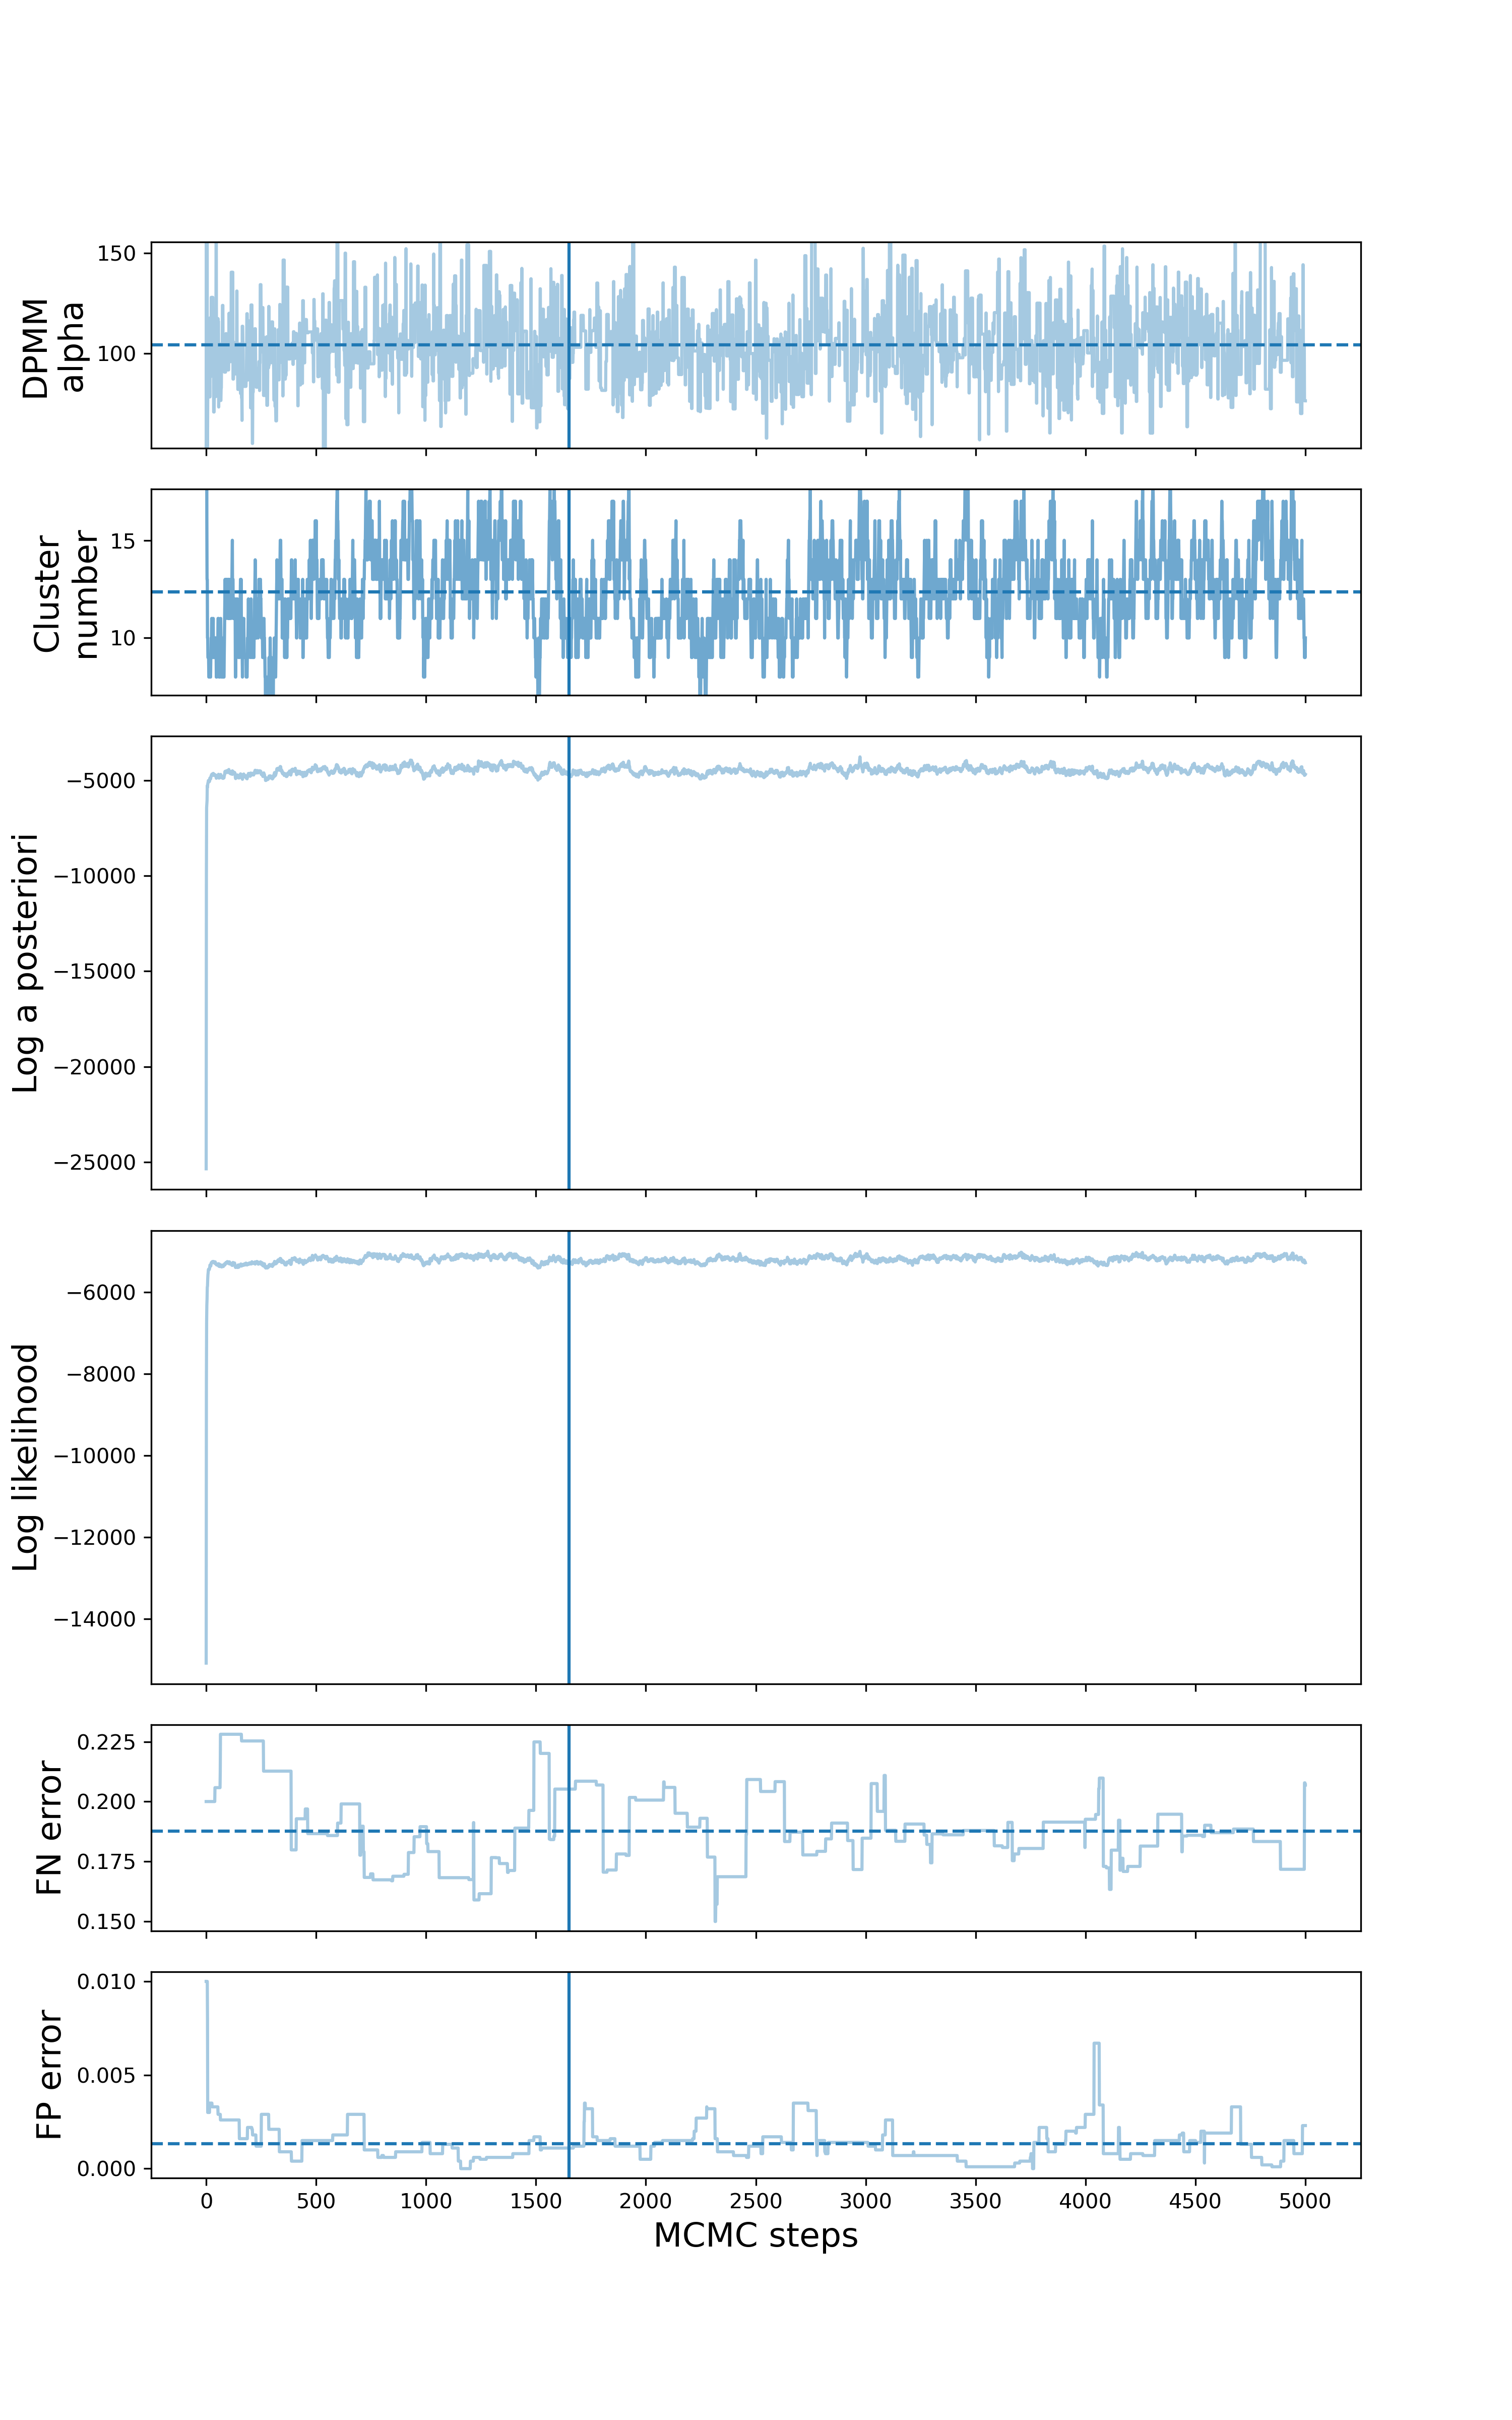 DPMM
alpha
150
100
Cluster
number
15
10
Log a posteriori
−5000
−10000
−15000
−20000
−25000
Log likelihood
−6000
−8000
−10000
−12000
−14000
FN error
0.225
0.200
0.175
0.150
FP error
0.010
0.005
0.000
0 500 1000 1500 2000 2500 3000 3500 4000 4500 5000
MCMC steps